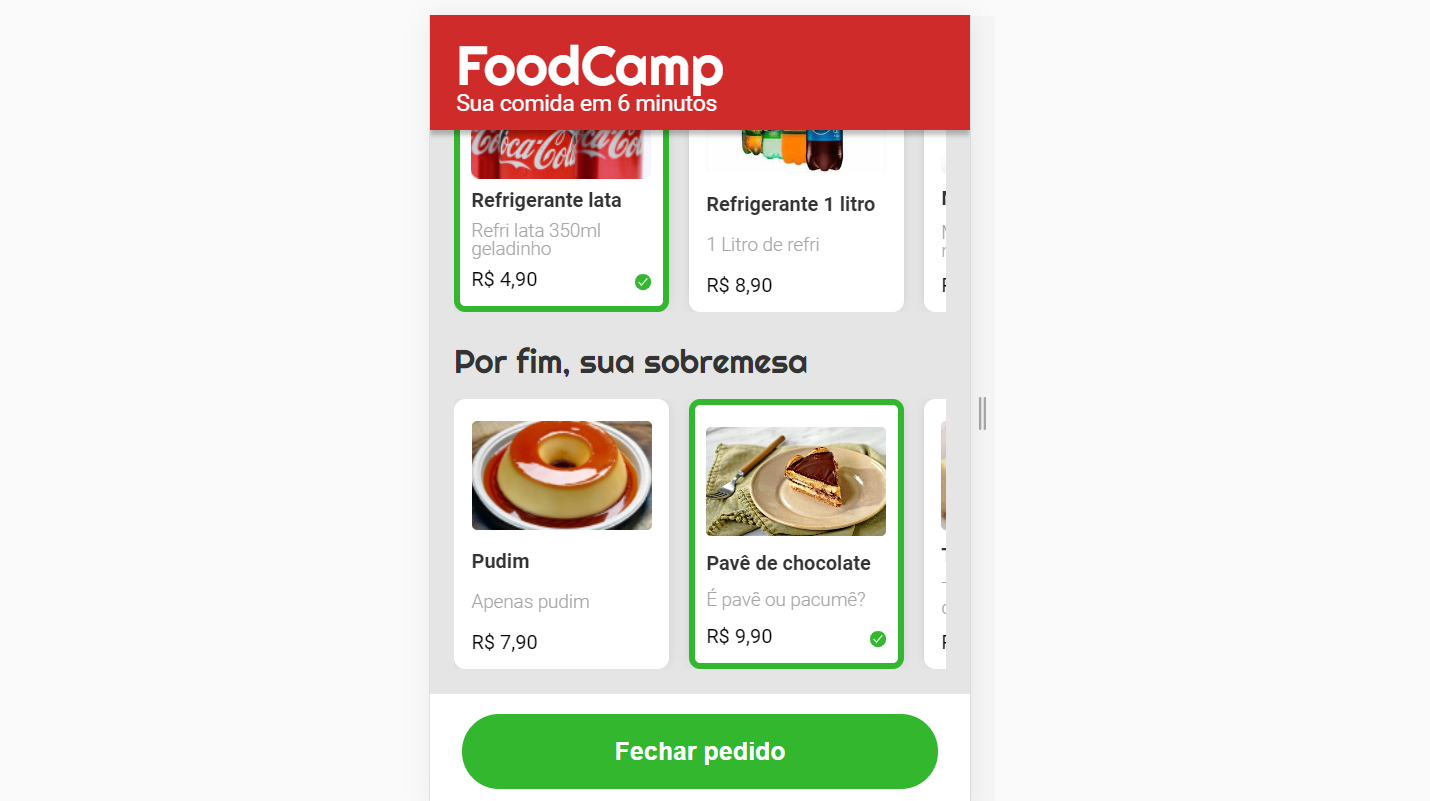 FoodCamp
Sua comida em 6 minutos
Coca-Cola
Refrigerante lata
Refri lata 350ml
geladinho
R$ 4,90
Refrigerante 1 litro
1 Litro de refri
R$ 8,90
Por fim, sua sobremesa
Pudim
Apenas pudim
R$ 7,90
Pavê de chocolate
É pavê ou pacumê?
R$ 9,90
Fechar pedido